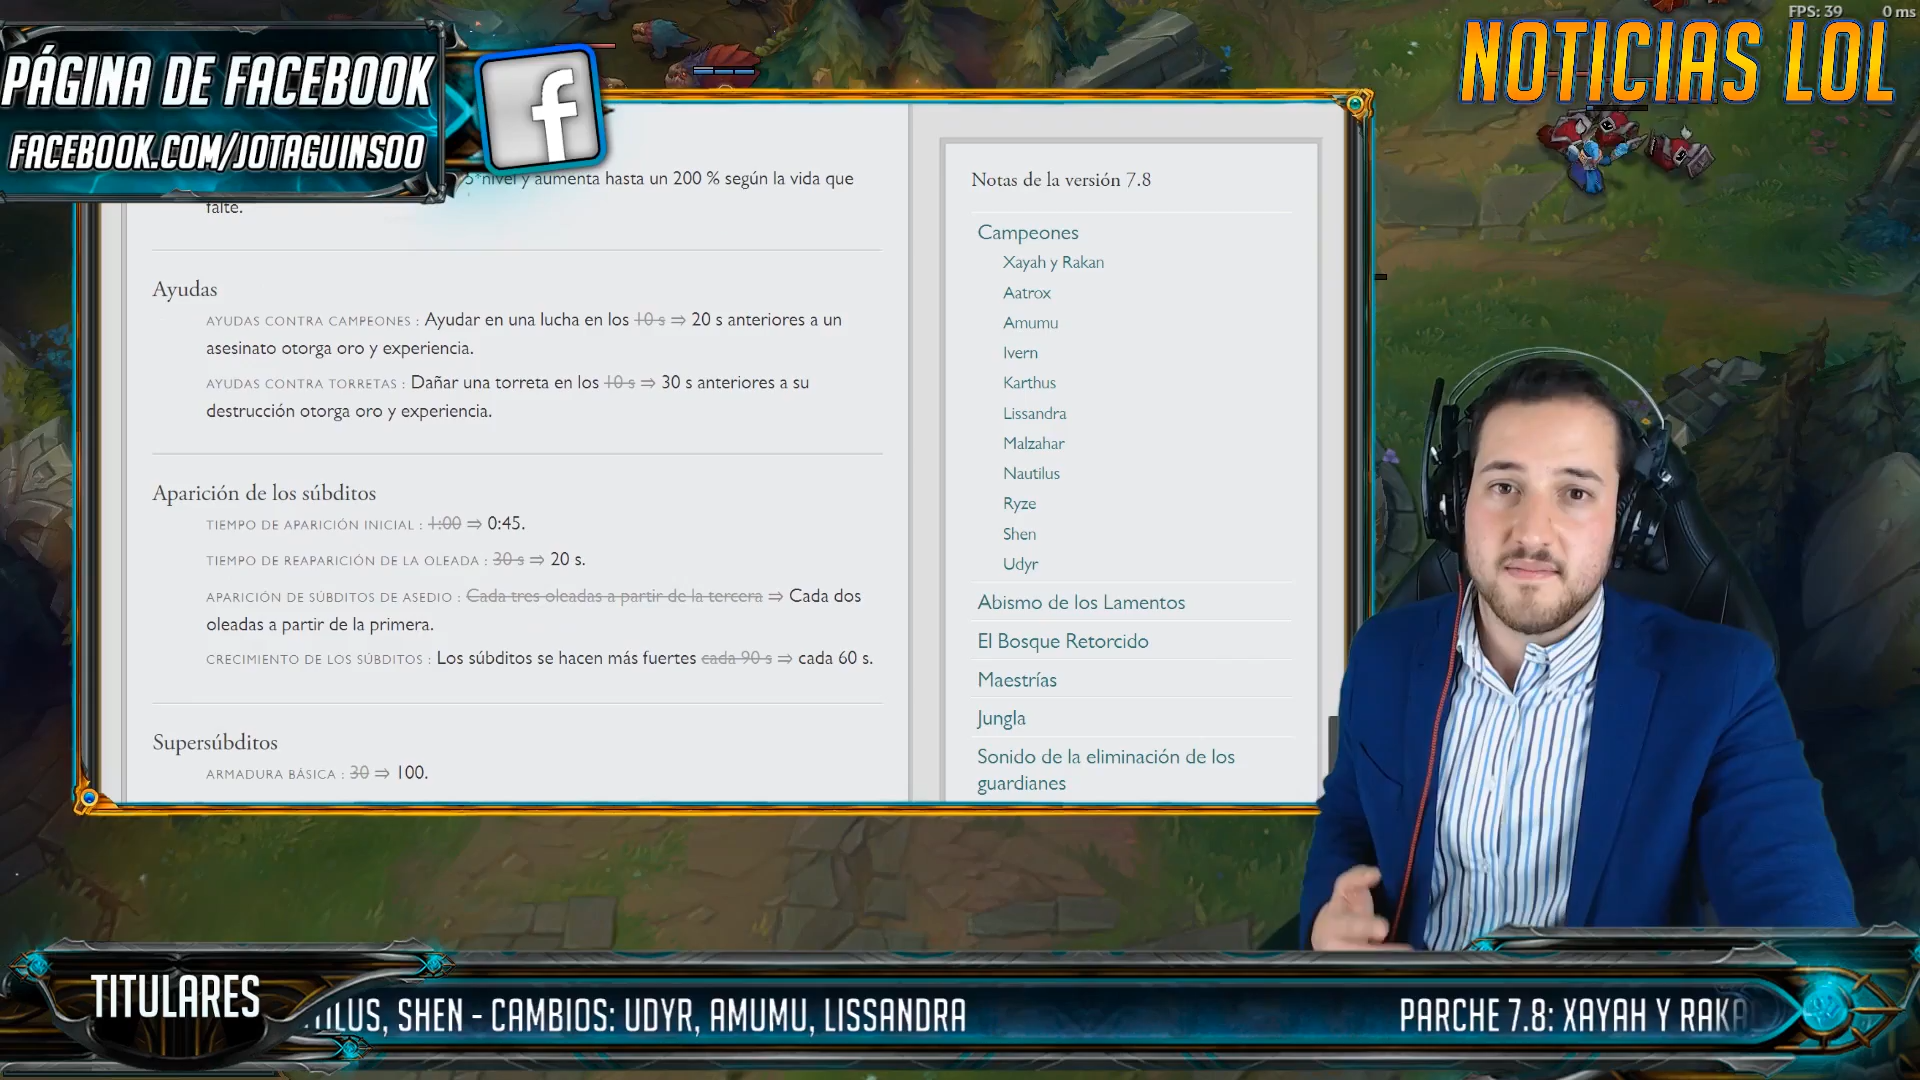 FPS: 39 0 ms
NOTICIAS LOL
PÁGINA DE FACEBOOK
FACEBOOK.COM/JOTAGUINSOO
f
nivel y aumenta hasta un 200 % según la vida que
falte.
Ayudas
AYUDAS CONTRA CAMPEONES : Ayudar en una lucha en los 10 s ⇒ 20 s anteriores a un
asesinato otorga oro y experiencia.
AYUDAS CONTRA TORRETAS : Dañar una torreta en los 10 s ⇒ 30 s anteriores a su
destrucción otorga oro y experiencia.
Aparición de los súbditos
TIEMPO DE APARICIÓN INICIAL : 1:00 ⇒ 0:45.
TIEMPO DE REAPARICIÓN DE LA OLEADA : 30 s ⇒ 20 s.
APARICIÓN DE SÚBDITOS DE ASEDIO : Cada tres oleadas a partir de la tercera ⇒ Cada dos
oleadas a partir de la primera.
CRECIMIENTO DE LOS SÚBDITOS : Los súbditos se hacen más fuertes cada 90 s ⇒ cada 60 s.
Supersúbditos
ARMADURA BÁSICA : 30 ⇒ 100.
Notas de la versión 7.8
Campeones
Xayah y Rakan
Aatrox
Amumu
Ivern
Karthus
Lissandra
Malzahar
Nautilus
Ryze
Shen
Udyr
Abismo de los Lamentos
El Bosque Retorcido
Maestrías
Jungla
Sonido de la eliminación de los
guardianes
TITULARES
LUS, SHEN - CAMBIOS: UDYR, AMUMU, LISSANDRA
PARCHE 7.8: XAYAH Y RAKA